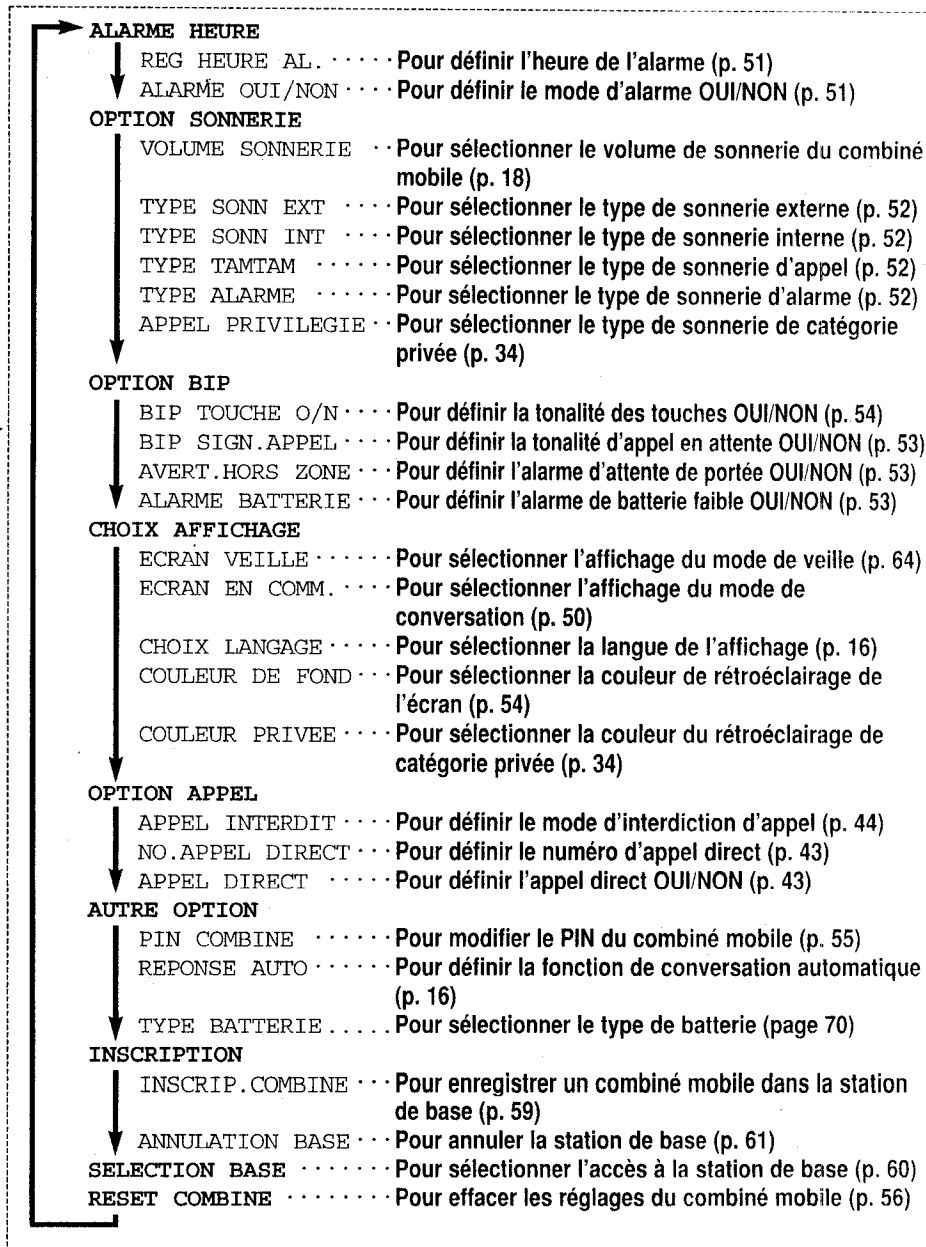 ALARME HEURE
REG HEURE AL. ····· Pour définir l'heure de l'alarme (p. 51)
ALARME OUI/NON ···· Pour définir le mode d'alarme OUI/NON (p. 51)
OPTION SONNERIE
VOLUME SONNERIE ·· Pour sélectionner le volume de sonnerie du combiné
mobile (p. 18)
TYPE SONN EXT ···· Pour sélectionner le type de sonnerie externe (p. 52)
TYPE SONN INT ···· Pour sélectionner le type de sonnerie interne (p. 52)
TYPE TAMTAM ······ Pour sélectionner le type de sonnerie d'appel (p. 52)
TYPE ALARME ······ Pour sélectionner le type de sonnerie d'alarme (p. 52)
APPEL PRIVILEGIE ·· Pour sélectionner le type de sonnerie de catégorie
privée (p. 34)
OPTION BIP
BIP TOUCHE O/N ···· Pour définir la tonalité des touches OUI/NON (p. 54)
BIP SIGN.APPEL ···· Pour définir la tonalité d'appel en attente OUI/NON (p. 53)
AVERT.HORS ZONE ··· Pour définir l'alarme d'attente de portée OUI/NON (p. 53)
ALARME BATTERIE ··· Pour définir l'alarme de batterie faible OUI/NON (p. 53)
CHOIX AFFICHAGE
ECRAN VEILLE ······ Pour sélectionner l'affichage du mode de veille (p. 64)
ECRAN EN COMM. ···· Pour sélectionner l'affichage du mode de
conversation (p. 50)
CHOIX LANGAGE ····· Pour sélectionner la langue de l'affichage (p. 16)
COULEUR DE FOND ··· Pour sélectionner la couleur de rétroéclairage de
l'écran (p. 54)
COULEUR PRIVEE ···· Pour sélectionner la couleur du rétroéclairage de
catégorie privée (p. 34)
OPTION APPEL
APPEL INTERDIT ···· Pour définir le mode d'interdiction d'appel (p. 44)
NO.APPEL DIRECT ··· Pour définir le numéro d'appel direct (p. 43)
APPEL DIRECT ····· Pour définir l'appel direct OUI/NON (p. 43)
AUTRE OPTION
PIN COMBINE ······ Pour modifier le PIN du combiné mobile (p. 55)
REPONSE AUTO ······ Pour définir la fonction de conversation automatique
(p. 16)
TYPE BATTERIE ..... Pour sélectionner le type de batterie (page 70)
INSCRIPTION
INSCRIP.COMBINE ··· Pour enregistrer un combiné mobile dans la station
de base (p. 59)
ANNULATION BASE ··· Pour annuler la station de base (p. 61)
SELECTION BASE ······· Pour sélectionner l'accès à la station de base (p. 60)
RESET COMBINE ········ Pour effacer les réglages du combiné mobile (p. 56)